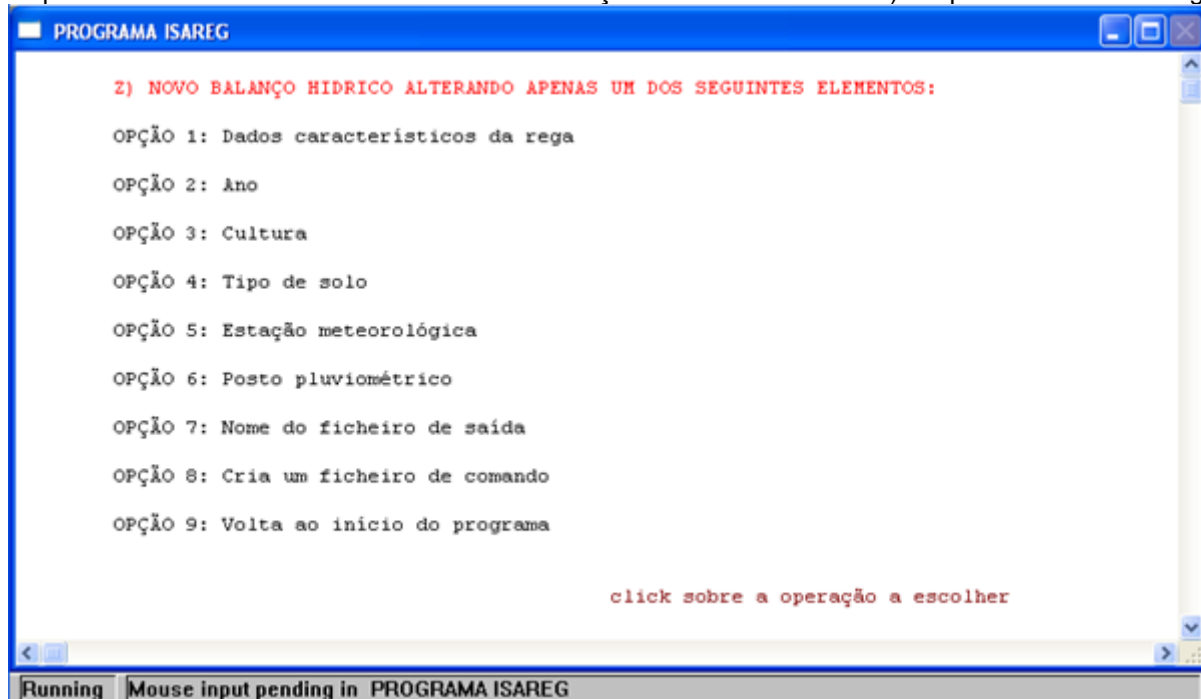 PROGRAMA ISAREG
Z) NOVO BALANÇO HIDRICO ALTERANDO APENAS UM DOS SEGUINTES ELEMENTOS:
OPÇÃO 1: Dados característicos da rega
OPÇÃO 2: Ano
OPÇÃO 3: Cultura
OPÇÃO 4: Tipo de solo
OPÇÃO 5: Estação meteorológica
OPÇÃO 6: Posto pluviométrico
OPÇÃO 7: Nome do ficheiro de saída
OPÇÃO 8: Cria um ficheiro de comando
OPÇÃO 9: Volta ao início do programa
click sobre a operação a escolher
Running Mouse input pending in PROGRAMA ISAREG